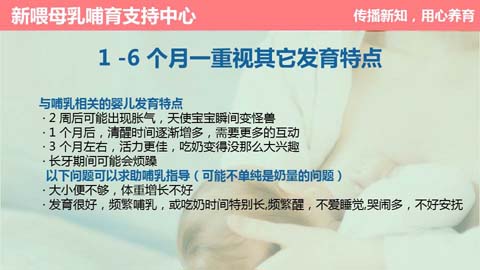 新喂母乳哺育支持中心
传播新知，用心养育
1 -6 个月一重视其它发育特点
与哺乳相关的婴儿发育特点
· 2 周后可能出现胀气，天使宝宝瞬间变怪兽
· 1 个月后，清醒时间逐渐增多，需要更多的互动
· 3 个月左右，活力更佳，吃奶变得没那么大兴趣
· 长牙期间可能会烦躁
以下问题可以求助哺乳指导（可能不单纯是奶量的问题）
· 大小便不够，体重增长不好
· 发育很好，频繁哺乳，或吃奶时间特别长,频繁醒，不爱睡觉,哭闹多，不好安抚